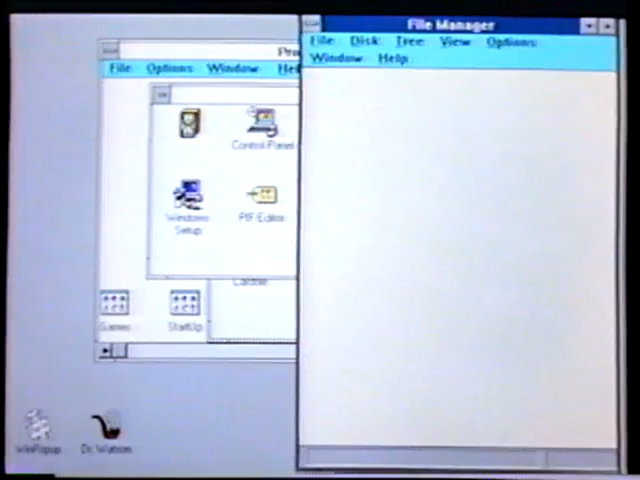 File Manager
File Disk Tree View Options
Window Help
File Options Window
Control Panel
Windows
Setup
PIF Editor
Games
StartUp
WinPopup
Dr. Watson